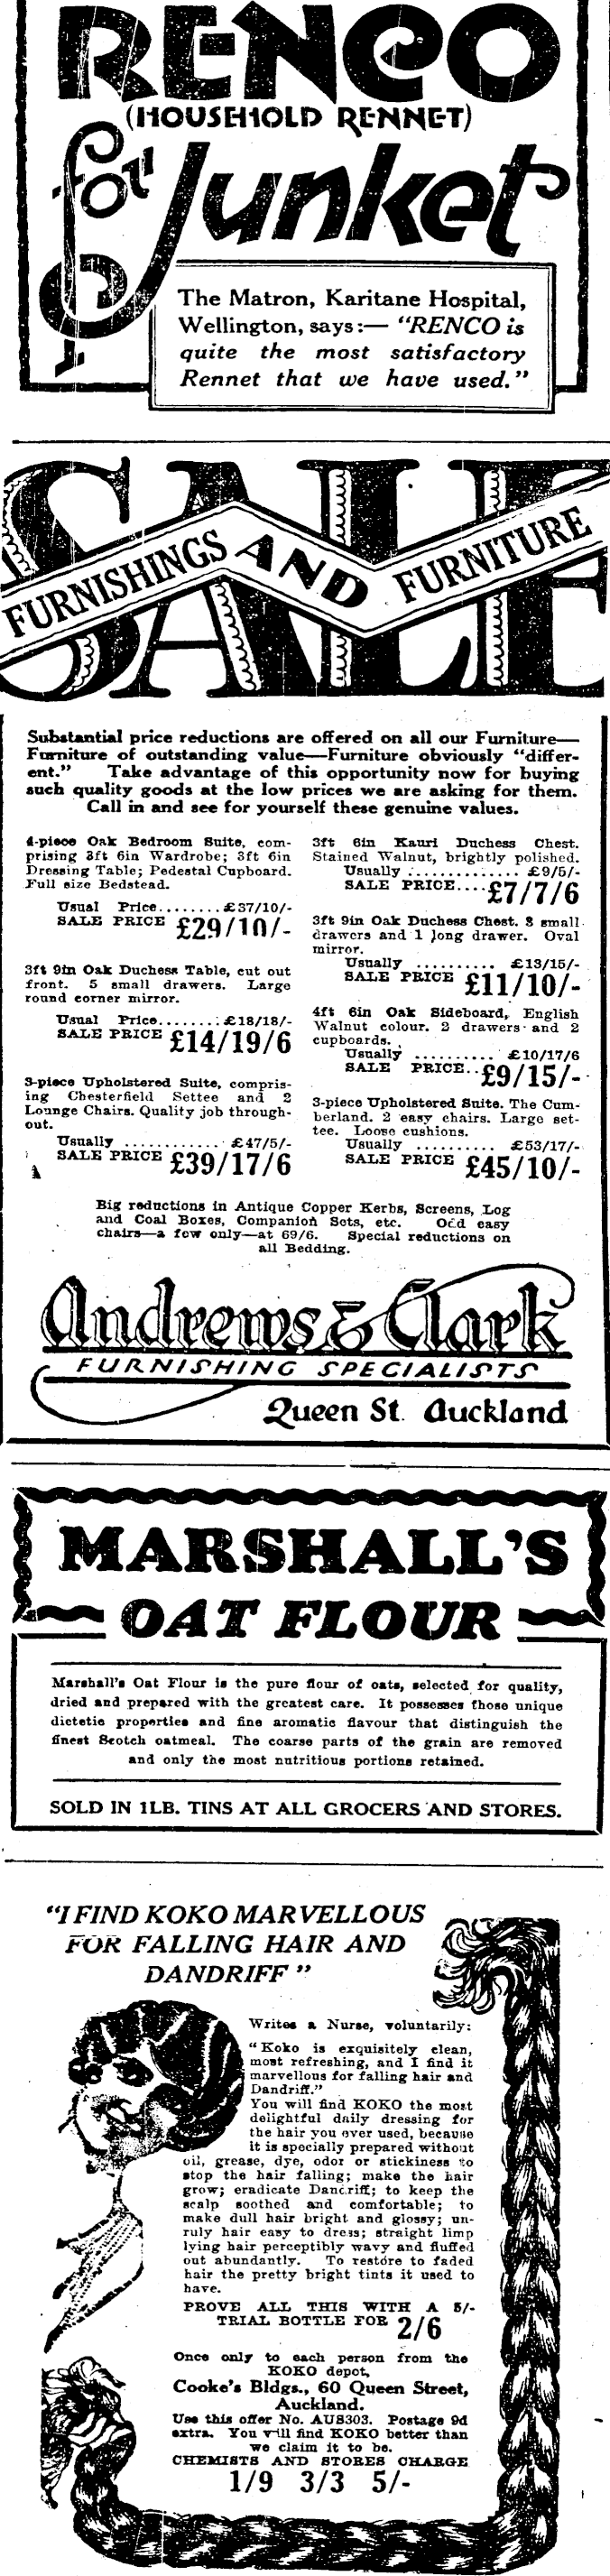 RENCO
(HOUSEHOLD RENNET)
for Junket
The Matron, Karitane Hospital,
Wellington, says:— "RENCO is
quite the most satisfactory
Rennet that we have used."
SALE
FURNISHINGS AND FURNITURE
Substantial price reductions are offered on all our Furniture—
Furniture of outstanding value—Furniture obviously "differ-
ent." Take advantage of this opportunity now for buying
such quality goods at the low prices we are asking for them.
Call in and see for yourself these genuine values.
4-piece Oak Bedroom Suite, com-
prising 3ft 6in Wardrobe; 3ft 6in
Dressing Table; Pedestal Cupboard.
Full size Bedstead.
Usual Price........£37/10/-
SALE PRICE £29/10/-
3ft 9in Oak Duchess Table, cut out
front. 5 small drawers. Large
round corner mirror.
Usual Price.......£18/18/-
SALE PRICE £14/19/6
3-piece Upholstered Suite, compris-
ing Chesterfield Settee and 2
Lounge Chairs. Quality job through-
out.
Usually ............ £47/5/-
SALE PRICE £39/17/6
3ft 6in Kauri Duchess Chest.
Stained Walnut, brightly polished.
Usually .............. £9/5/-
SALE PRICE....£7/7/6
3ft 9in Oak Duchess Chest. 8 small
drawers and 1 long drawer. Oval
mirror.
Usually .......... £13/15/-
SALE PRICE £11/10/-
4ft 6in Oak Sideboard, English
Walnut colour. 2 drawers and 2
cupboards.
Usually .......... £10/17/6
SALE PRICE..£9/15/-
3-piece Upholstered Suite. The Cum-
berland. 2 easy chairs. Large set-
tee. Loose cushions.
Usually .......... £53/17/-
SALE PRICE £45/10/-
Big reductions in Antique Copper Kerbs, Screens, Log
and Coal Boxes, Companion Sets, etc. Odd easy
chairs—a few only—at 69/6. Special reductions on
all Bedding.
Andrews & Clark
FURNISHING SPECIALISTS
Queen St. Auckland
MARSHALL'S
OAT FLOUR
Marshall's Oat Flour is the pure flour of oats, selected for quality,
dried and prepared with the greatest care. It possesses those unique
dietetic properties and fine aromatic flavour that distinguish the
finest Scotch oatmeal. The coarse parts of the grain are removed
and only the most nutritious portions retained.
SOLD IN 1LB. TINS AT ALL GROCERS AND STORES.
"I FIND KOKO MARVELLOUS
FOR FALLING HAIR AND
DANDRIFF"
Writes a Nurse, voluntarily:
"Koko is exquisitely clean,
most refreshing, and I find it
marvellous for falling hair and
Dandriff."
You will find KOKO the most
delightful daily dressing for
the hair you ever used, because
it is specially prepared without
oil, grease, dye, odor or stickiness to
stop the hair falling; make the hair
grow; eradicate Dandriff; to keep the
scalp soothed and comfortable; to
make dull hair bright and glossy; un-
ruly hair easy to dress; straight limp
lying hair perceptibly wavy and fluffed
out abundantly. To restore to faded
hair the pretty bright tints it used to
have.
PROVE ALL THIS WITH A 5/-
TRIAL BOTTLE FOR 2/6
Once only to each person from the
KOKO depot,
Cooke's Bldgs., 60 Queen Street,
Auckland.
Use this offer No. AUS303. Postage 9d
extra. You will find KOKO better than
we claim it to be.
CHEMISTS AND STORES CHARGE
1/9 3/3 5/-